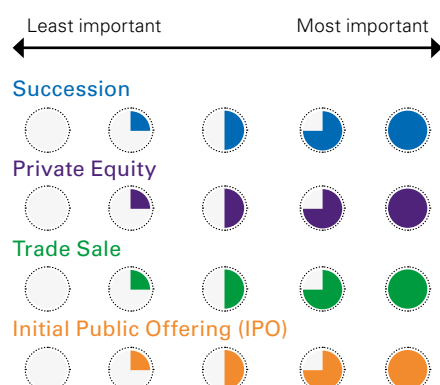 Least important Most important
Succession
Private Equity
Trade Sale
Initial Public Offering (IPO)